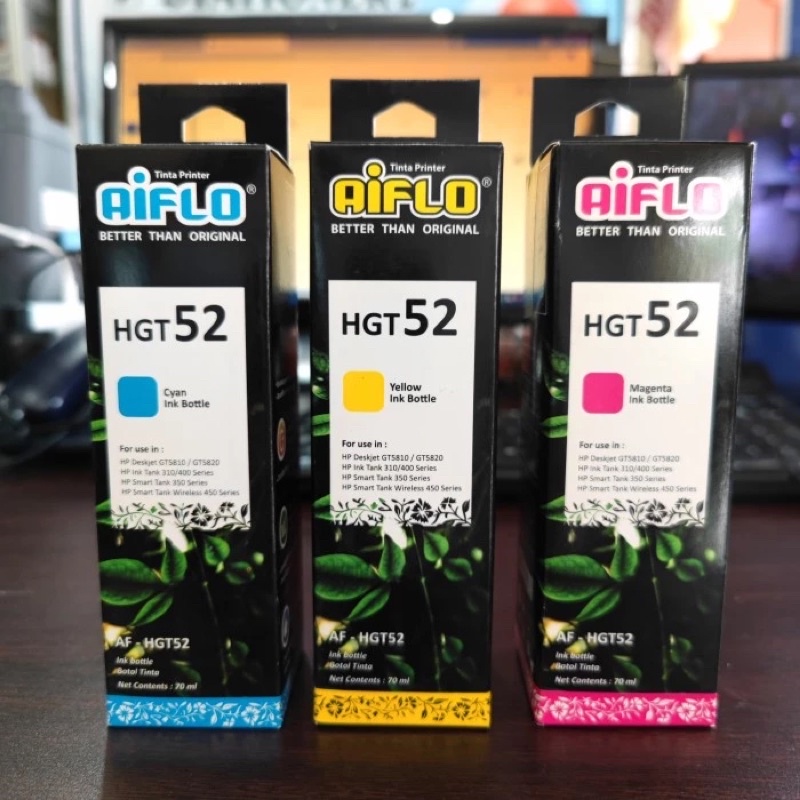 Tinta Printer
AiFLO®
BETTER THAN ORIGINAL
HGT52
Cyan
Ink Bottle
For use in :
HP Deskjet GT5810 / GT5820
HP Ink Tank 310/400 Series
HP Smart Tank 350 Series
HP Smart Tank Wireless 450 Series
AF - HGT52
Ink Bottle
Botol Tinta
Net Contents : 70 ml
Tinta Printer
AiFLO®
BETTER THAN ORIGINAL
HGT52
Yellow
Ink Bottle
For use in :
HP Deskjet GT5810 / GT5820
HP Ink Tank 310/400 Series
HP Smart Tank 350 Series
HP Smart Tank Wireless 450 Series
AF - HGT52
Ink Bottle
Botol Tinta
Net Contents : 70 ml
Tinta Printer
AiFLO
BETTER THAN ORIGINAL
HGT52
Magenta
Ink Bottle
For use in :
HP Deskjet GT5810 / GT5820
HP Ink Tank 310/400 Series
HP Smart Tank 350 Series
HP Smart Tank Wireless 450 Series
AF - HGT52
Ink Bottle
Botol Tinta
Net Contents : 70 ml